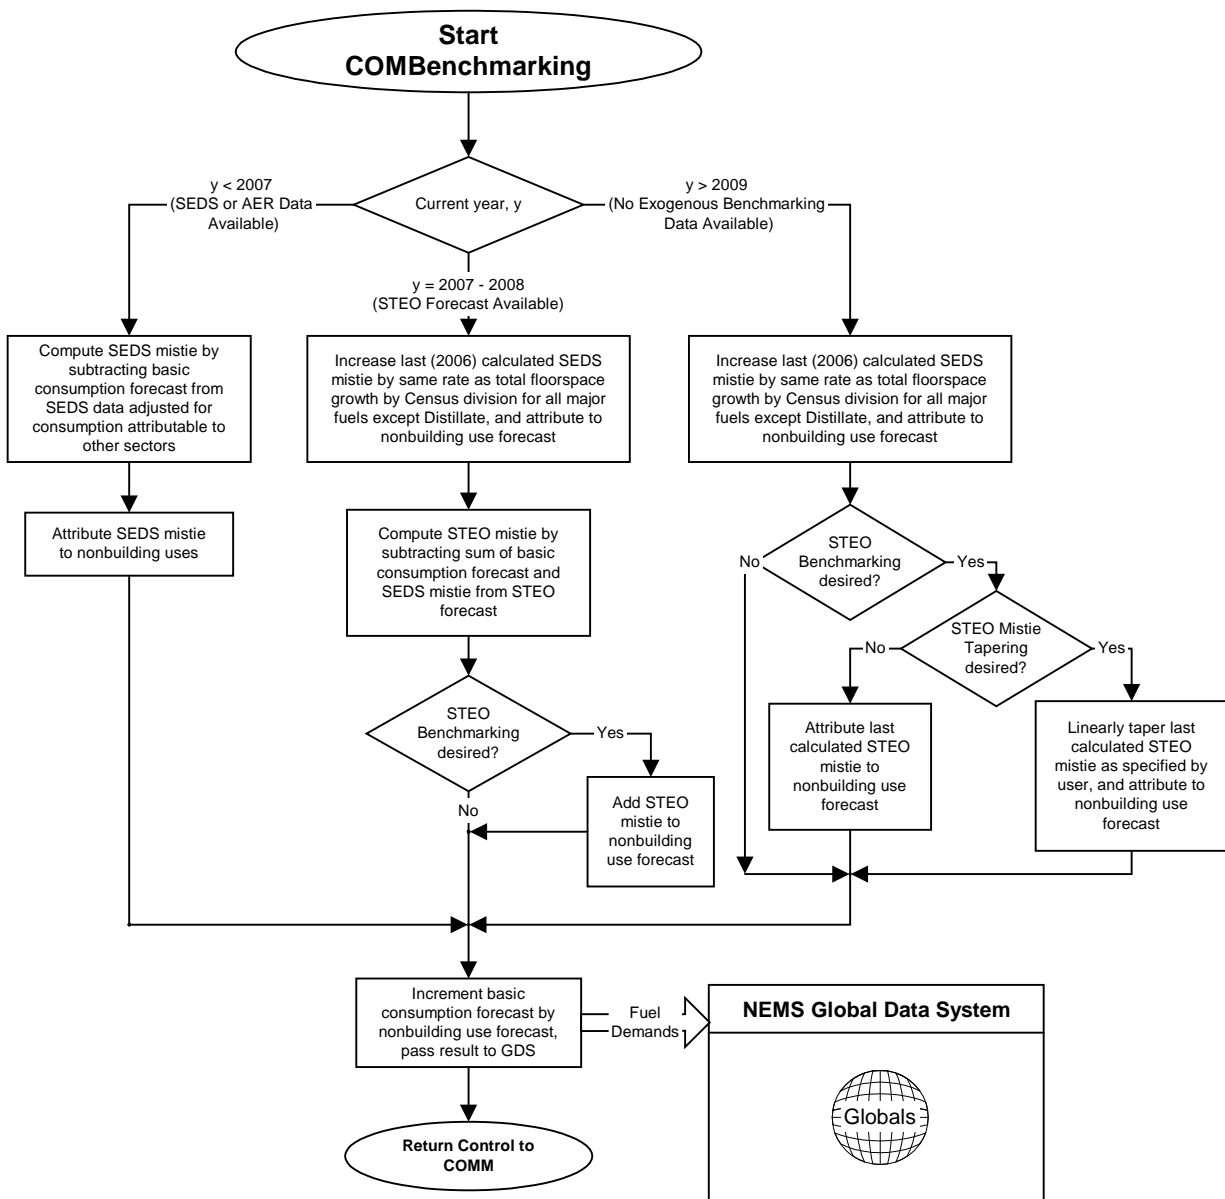 Start
COMBenchmarking
y < 2007
(SEDS or AER Data
Available)
Current year, y
y > 2009
(No Exogenous Benchmarking
Data Available)
y = 2007 - 2008
(STEO Forecast Available)
Compute SEDS mistie by
subtracting basic
consumption forecast from
SEDS data adjusted for
consumption attributable to
other sectors
Increase last (2006) calculated SEDS
mistie by same rate as total floorspace
growth by Census division for all major
fuels except Distillate, and attribute to
nonbuilding use forecast
Increase last (2006) calculated SEDS
mistie by same rate as total floorspace
growth by Census division for all major
fuels except Distillate, and attribute to
nonbuilding use forecast
Attribute SEDS mistie
to nonbuilding uses
Compute STEO mistie by
subtracting sum of basic
consumption forecast and
SEDS mistie from STEO
forecast
STEO
Benchmarking
desired?
No
Yes
STEO Mistie
Tapering
desired?
No
Yes
STEO
Benchmarking
desired?
Yes
No
Add STEO
mistie to
nonbuilding
use forecast
Attribute last
calculated STEO
mistie to
nonbuilding use
forecast
Linearly taper last
calculated STEO
mistie as specified by
user, and attribute to
nonbuilding use
forecast
Increment basic
consumption forecast by
nonbuilding use forecast,
pass result to GDS
Fuel
Demands
NEMS Global Data System
Globals
Return Control to
COMM